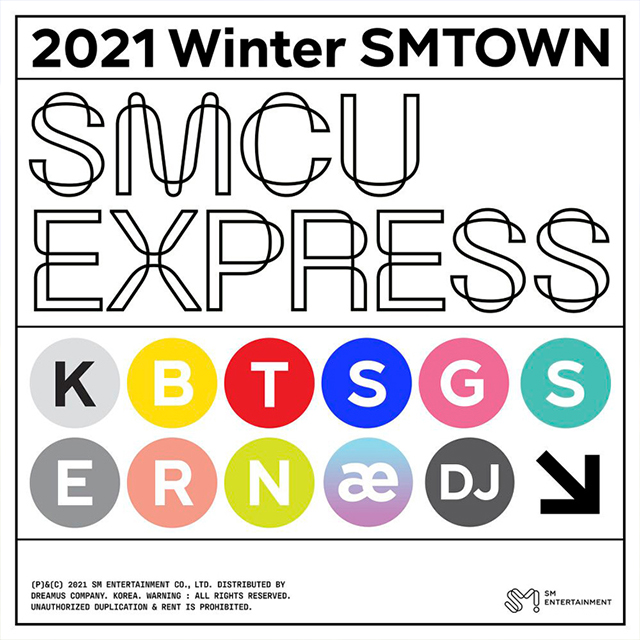 2021 Winter SMTOWN
SMCU
EXPRESS
K B T S G S
E R N æ DJ
(P)&(C) 2021 SM ENTERTAINMENT CO., LTD. DISTRIBUTED BY
DREAMUS COMPANY. KOREA. WARNING : ALL RIGHTS RESERVED.
UNAUTHORIZED DUPLICATION & RENT IS PROHIBITED.
SM
ENTERTAINMENT